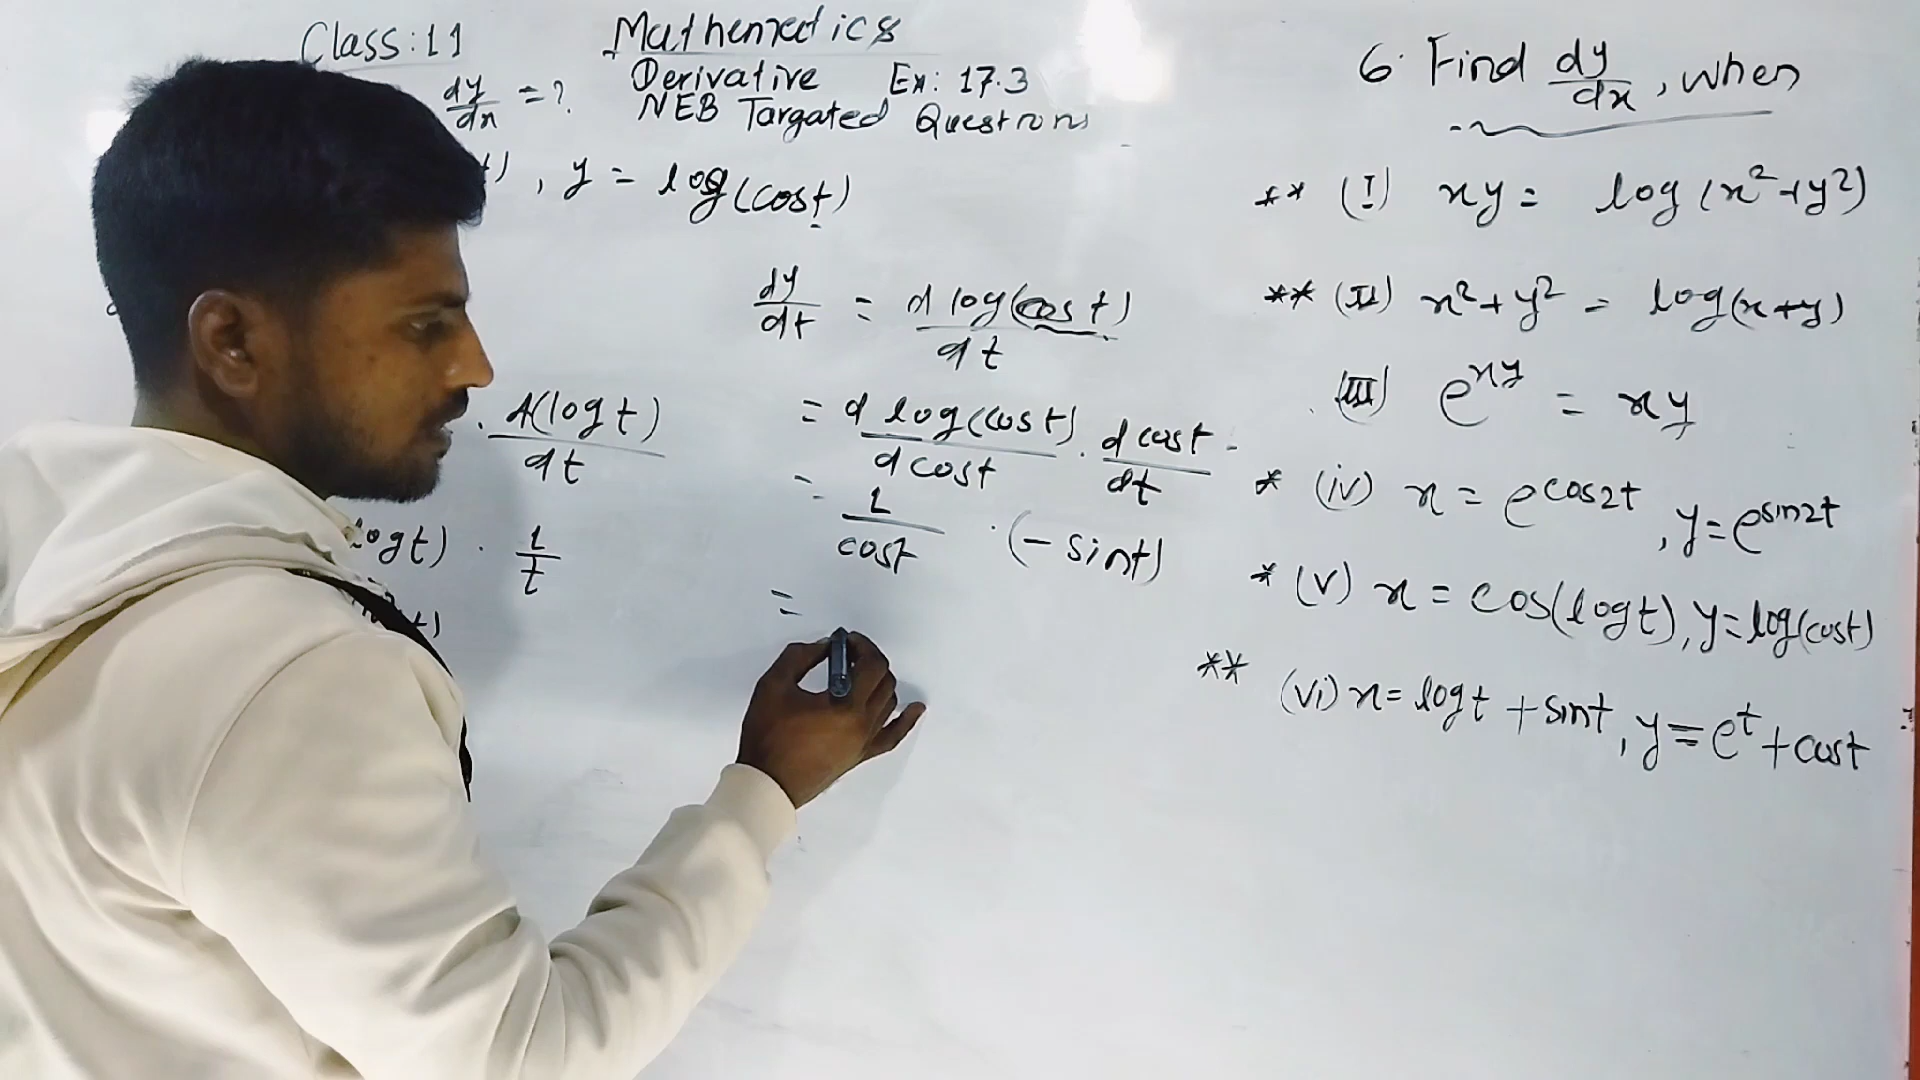 Class: 11
Mathematics
Derivative Ex: 17.3
dy/dx = ?
NEB Targated Questions
t), y = log(cost)
dy/dt = d log(cost)/dt
. d(logt)/dt
= d log(cost)/d cost . d cost/dt
= 1/cost . (- sint)
logt) . 1/t
=
6. Find dy/dx, when
** (I) xy = log(x²+y²)
** (II) x²+y² = log(x+y)
(III) e^xy = xy
* (iv) x = e^cos2t, y = e^sin2t
* (v) x = cos(logt), y = log(cost)
** (vi) x = logt + sint, y = e^t + cost